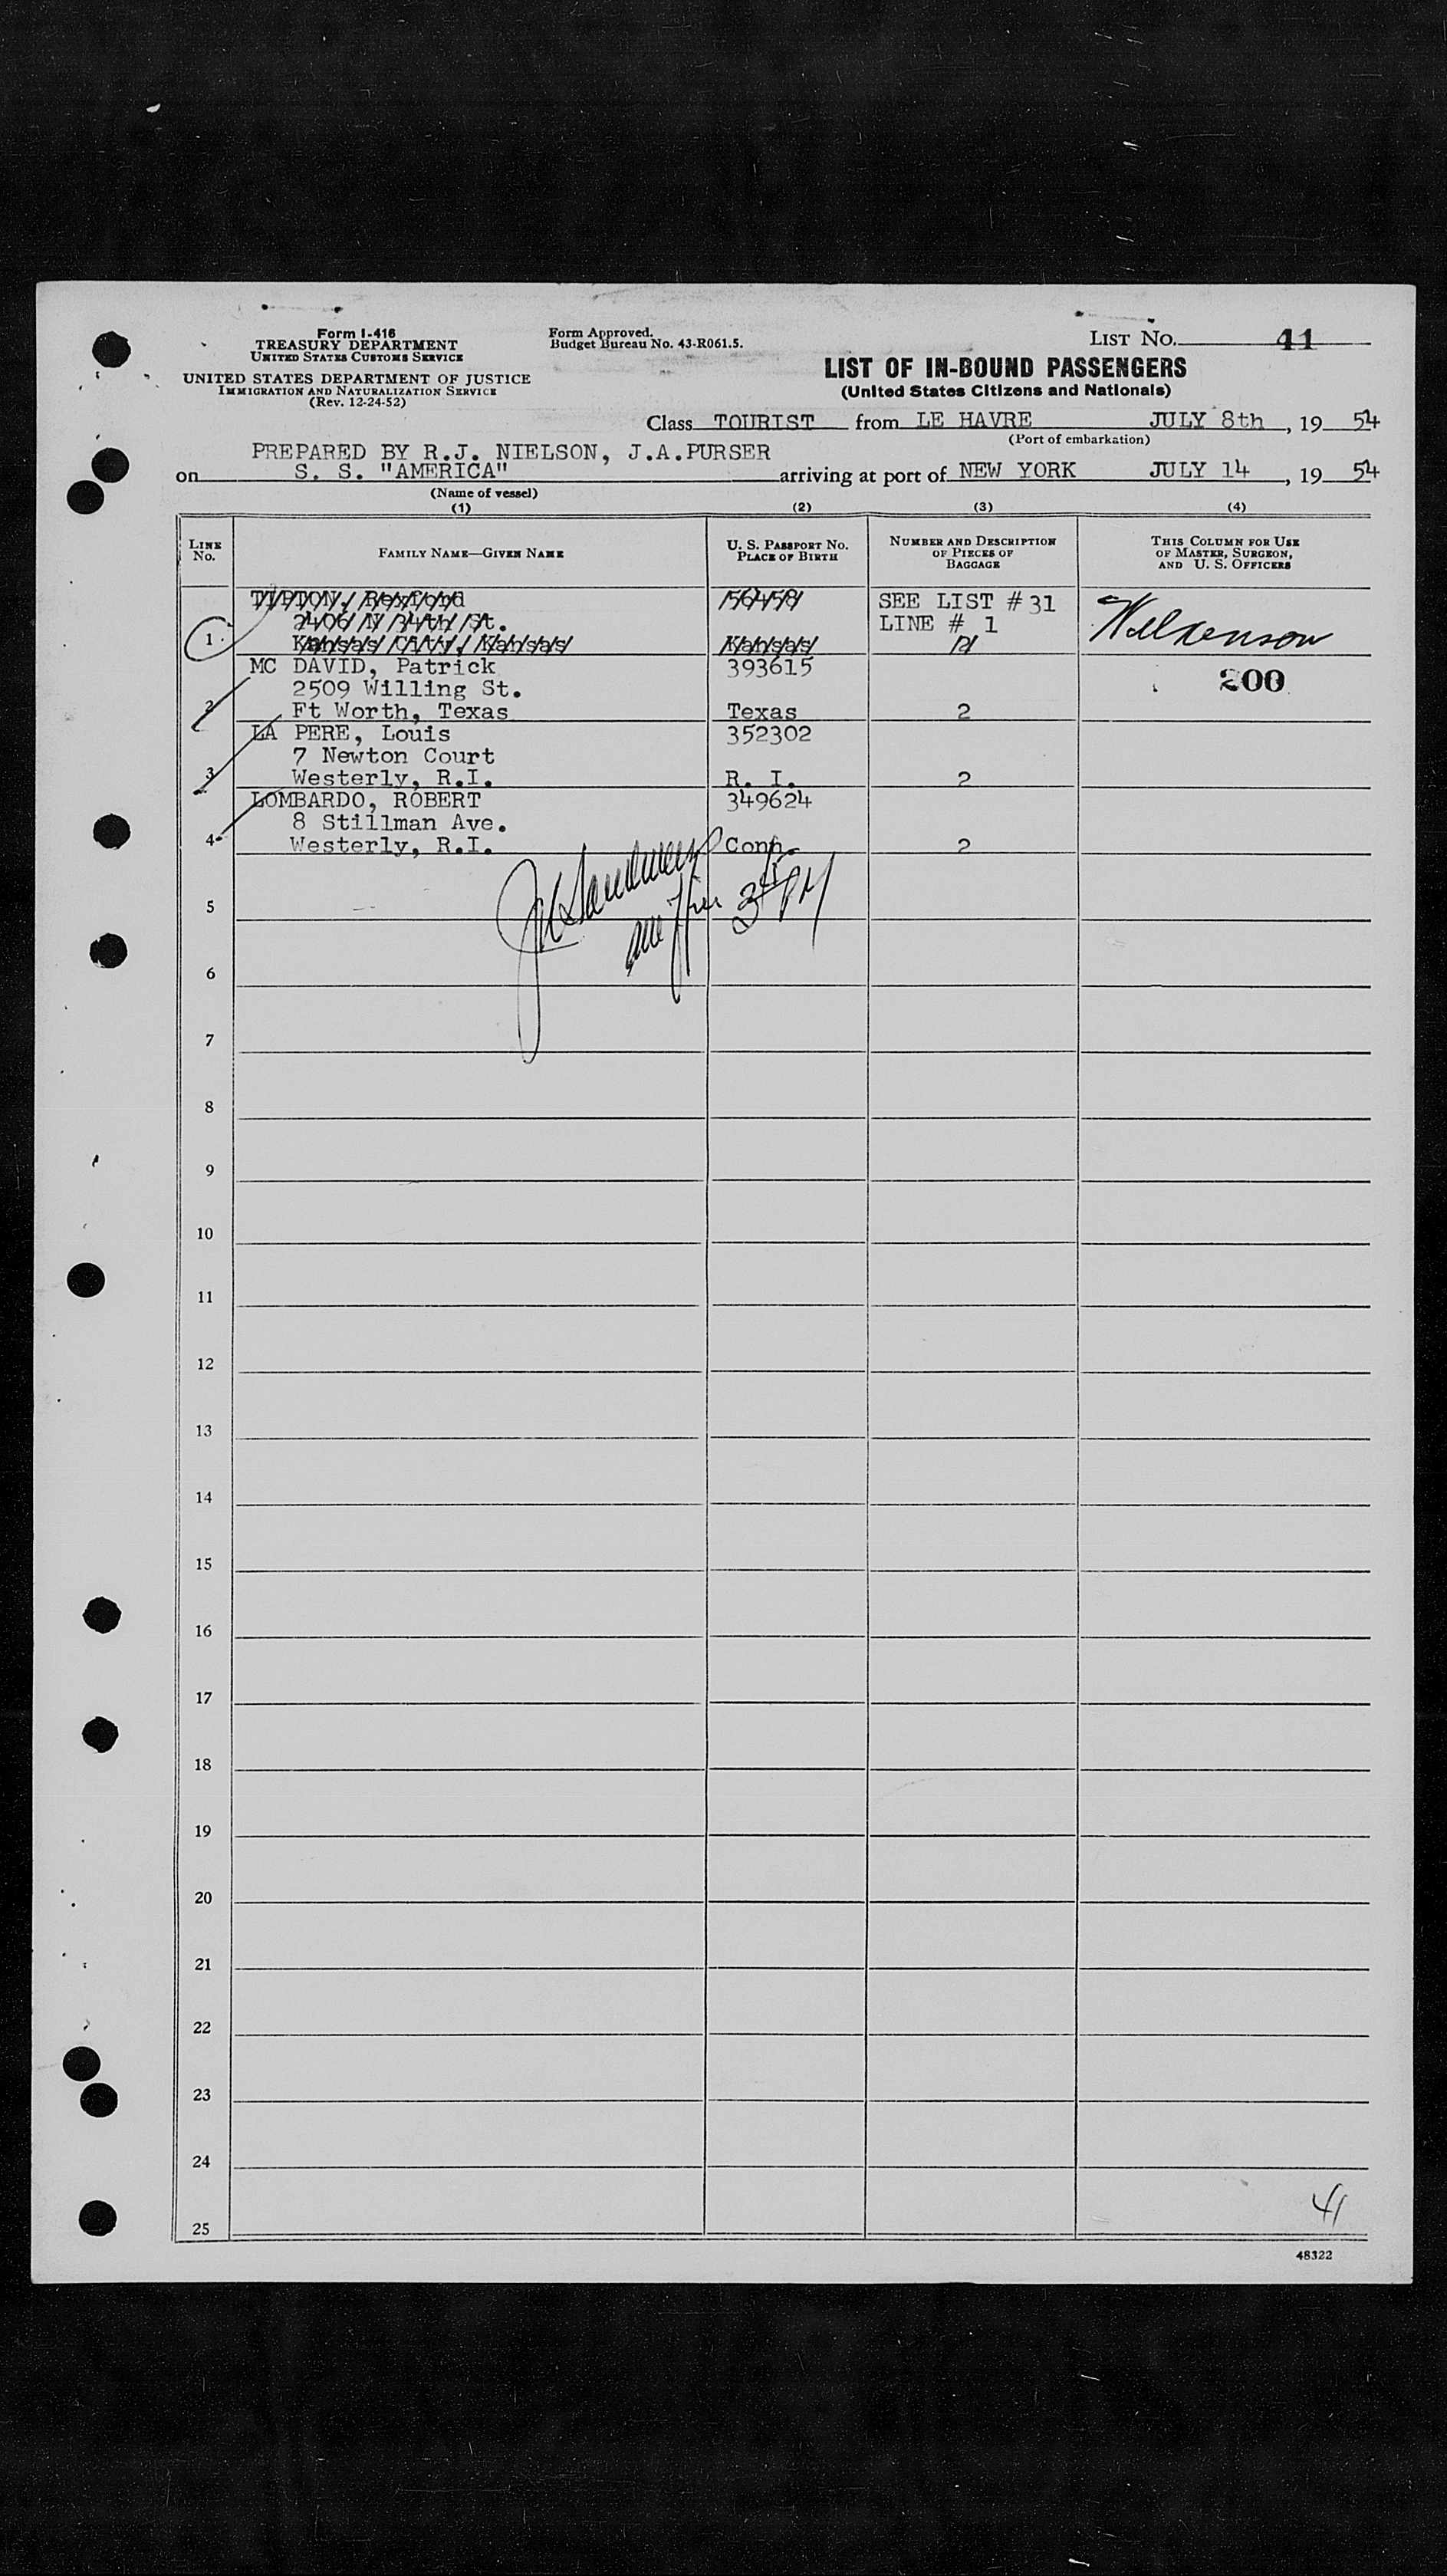 Form I-416
TREASURY DEPARTMENT
UNITED STATES CUSTOMS SERVICE
UNITED STATES DEPARTMENT OF JUSTICE
IMMIGRATION AND NATURALIZATION SERVICE
(Rev. 12-24-52)
Form Approved.
Budget Bureau No. 43-R061.5.
LIST NO. 41
LIST OF IN-BOUND PASSENGERS
(United States Citizens and Nationals)
Class TOURIST from LE HAVRE JULY 8th, 19 54
(Port of embarkation)
PREPARED BY R.J. NIELSON, J.A.PURSER
on S. S. "AMERICA" arriving at port of NEW YORK JULY 14, 19 54
(Name of vessel)
(1) (2) (3) (4)
LINE No. FAMILY NAME—GIVEN NAME U. S. PASSPORT NO. PLACE OF BIRTH NUMBER AND DESCRIPTION OF PIECES OF BAGGAGE THIS COLUMN FOR USE OF MASTER, SURGEON, AND U. S. OFFICERS
TIPTON, Rexford 156458 SEE LIST #31
2406 N 34th St. LINE # 1
1 Kansas City, Kansas Kansas Wilkenson
MC DAVID, Patrick 393615 200
2509 Willing St.
2 Ft Worth, Texas Texas 2
LA PERE, Louis 352302
7 Newton Court
3 Westerly, R.I. R. I. 2
LOMBARDO, ROBERT 349624
8 Stillman Ave.
4 Westerly, R.I. Conn. 2
5
6
7
8
9
10
11
12
13
14
15
16
17
18
19
20
21
22
23
24
25
41
48322